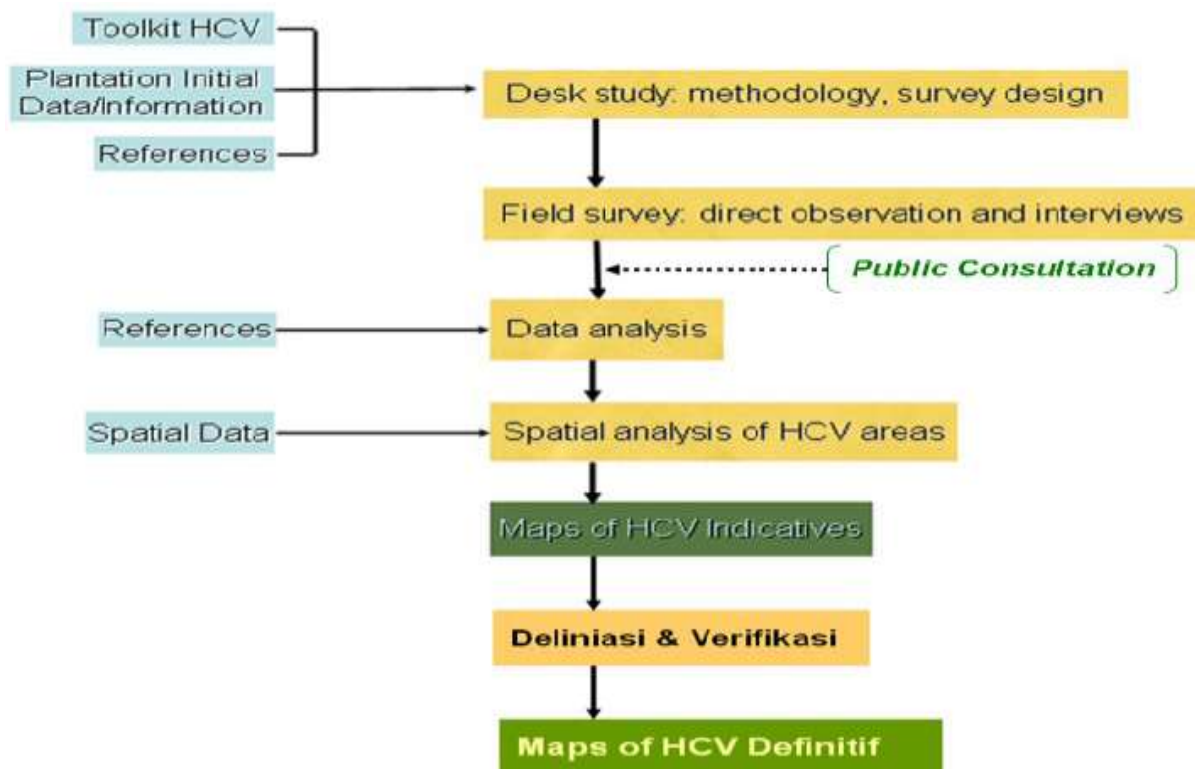 Toolkit HCV
Plantation Initial
Data/Information
References
Desk study: methodology, survey design
Field survey: direct observation and interviews
Public Consultation
References
Data analysis
Spatial Data
Spatial analysis of HCV areas
Maps of HCV Indicatives
Deliniasi & Verifikasi
Maps of HCV Definitif